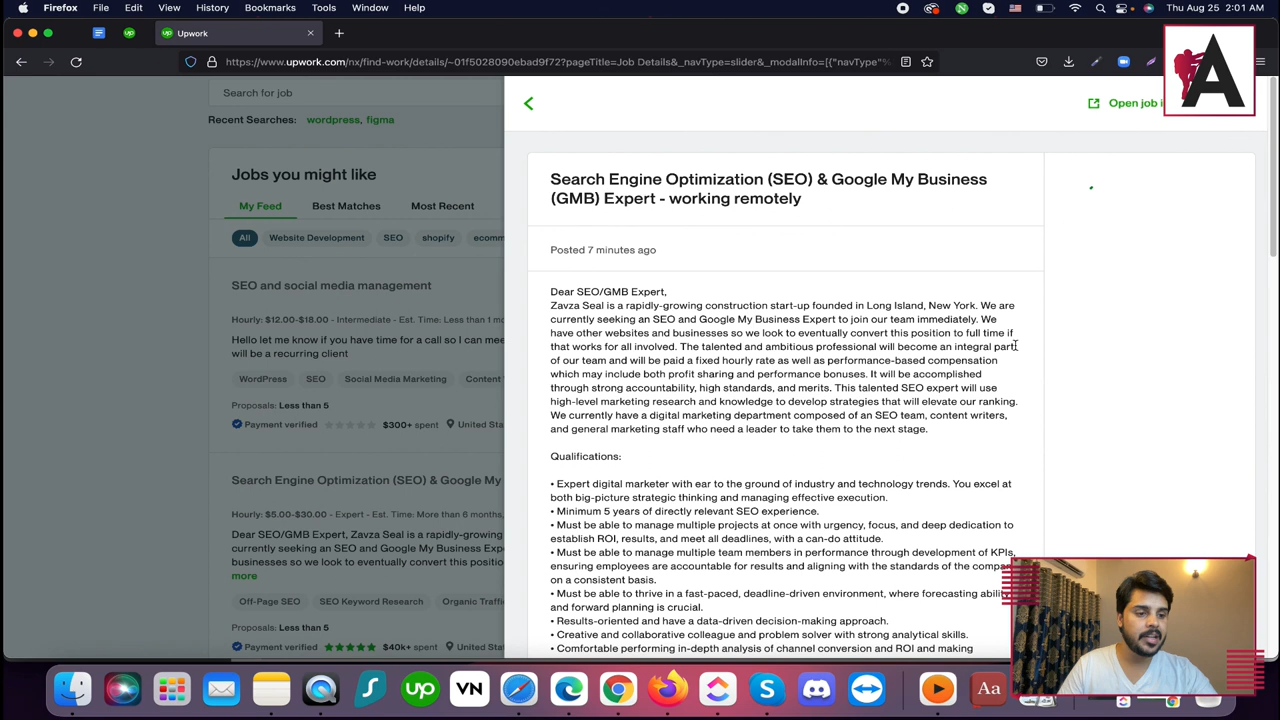 Firefox File Edit View History Bookmarks Tools Window Help
Thu Aug 25 2:01 AM
Upwork
https://www.upwork.com/nx/find-work/details/~01f5028090ebad9f72?pageTitle=Job Details&_navType=slider&_modalInfo=[{"navType"%
A
Search for job
Recent Searches: wordpress, figma
Open job i
Jobs you might like
My Feed Best Matches Most Recent
All Website Development SEO shopify ecomm
SEO and social media management
Hourly: $12.00-$18.00 - Intermediate - Est. Time: Less than 1 mo
Hello let me know if you have time for a call so I can mee
will be a recurring client
WordPress SEO Social Media Marketing Content
Proposals: Less than 5
Payment verified $300+ spent United Stat
Search Engine Optimization (SEO) & Google My
Hourly: $5.00-$30.00 - Expert - Est. Time: More than 6 months,
Dear SEO/GMB Expert, Zavza Seal is a rapidly-growing c
currently seeking an SEO and Google My Business Expe
businesses so we look to eventually convert this positio
more
Off-Page SEO SEO Keyword Research Organic Traffi
Proposals: Less than 5
Payment verified $40k+ spent United Stat
Search Engine Optimization (SEO) & Google My Business
(GMB) Expert - working remotely
Posted 7 minutes ago
Dear SEO/GMB Expert,
Zavza Seal is a rapidly-growing construction start-up founded in Long Island, New York. We are
currently seeking an SEO and Google My Business Expert to join our team immediately. We
have other websites and businesses so we look to eventually convert this position to full time if
that works for all involved. The talented and ambitious professional will become an integral part
of our team and will be paid a fixed hourly rate as well as performance-based compensation
which may include both profit sharing and performance bonuses. It will be accomplished
through strong accountability, high standards, and merits. This talented SEO expert will use
high-level marketing research and knowledge to develop strategies that will elevate our ranking.
We currently have a digital marketing department composed of an SEO team, content writers,
and general marketing staff who need a leader to take them to the next stage.
Qualifications:
• Expert digital marketer with ear to the ground of industry and technology trends. You excel at
both big-picture strategic thinking and managing effective execution.
• Minimum 5 years of directly relevant SEO experience.
• Must be able to manage multiple projects at once with urgency, focus, and deep dedication to
establish ROI, results, and meet all deadlines, with a can-do attitude.
• Must be able to manage multiple team members in performance through development of KPIs,
ensuring employees are accountable for results and aligning with the standards of the compa
on a consistent basis.
• Must be able to thrive in a fast-paced, deadline-driven environment, where forecasting ability
and forward planning is crucial.
• Results-oriented and have a data-driven decision-making approach.
• Creative and collaborative colleague and problem solver with strong analytical skills.
• Comfortable performing in-depth analysis of channel conversion and ROI and making
up
VN
Aa